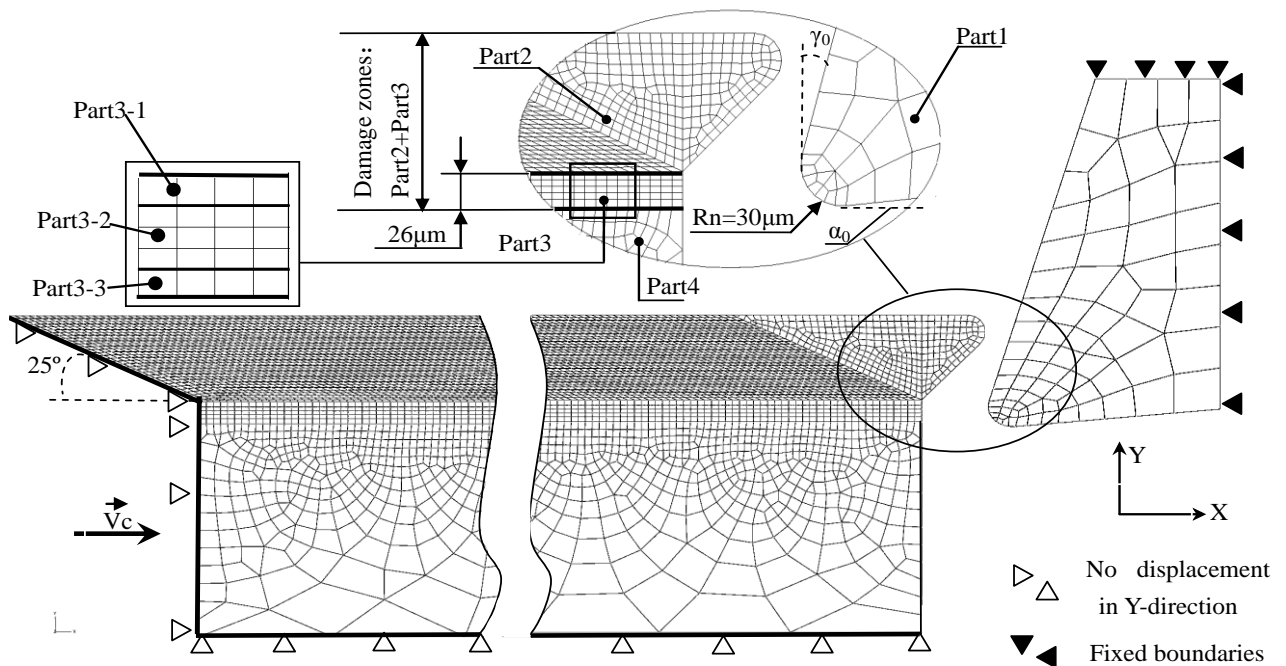 Part3-1
Part3-2
Part3-3
Damage zones:
Part2+Part3
26μm
Part2
Part3
Part4
γ0
Part1
Rn=30μm
α0
25º
Vc
Y
X
No displacement
in Y-direction
Fixed boundaries